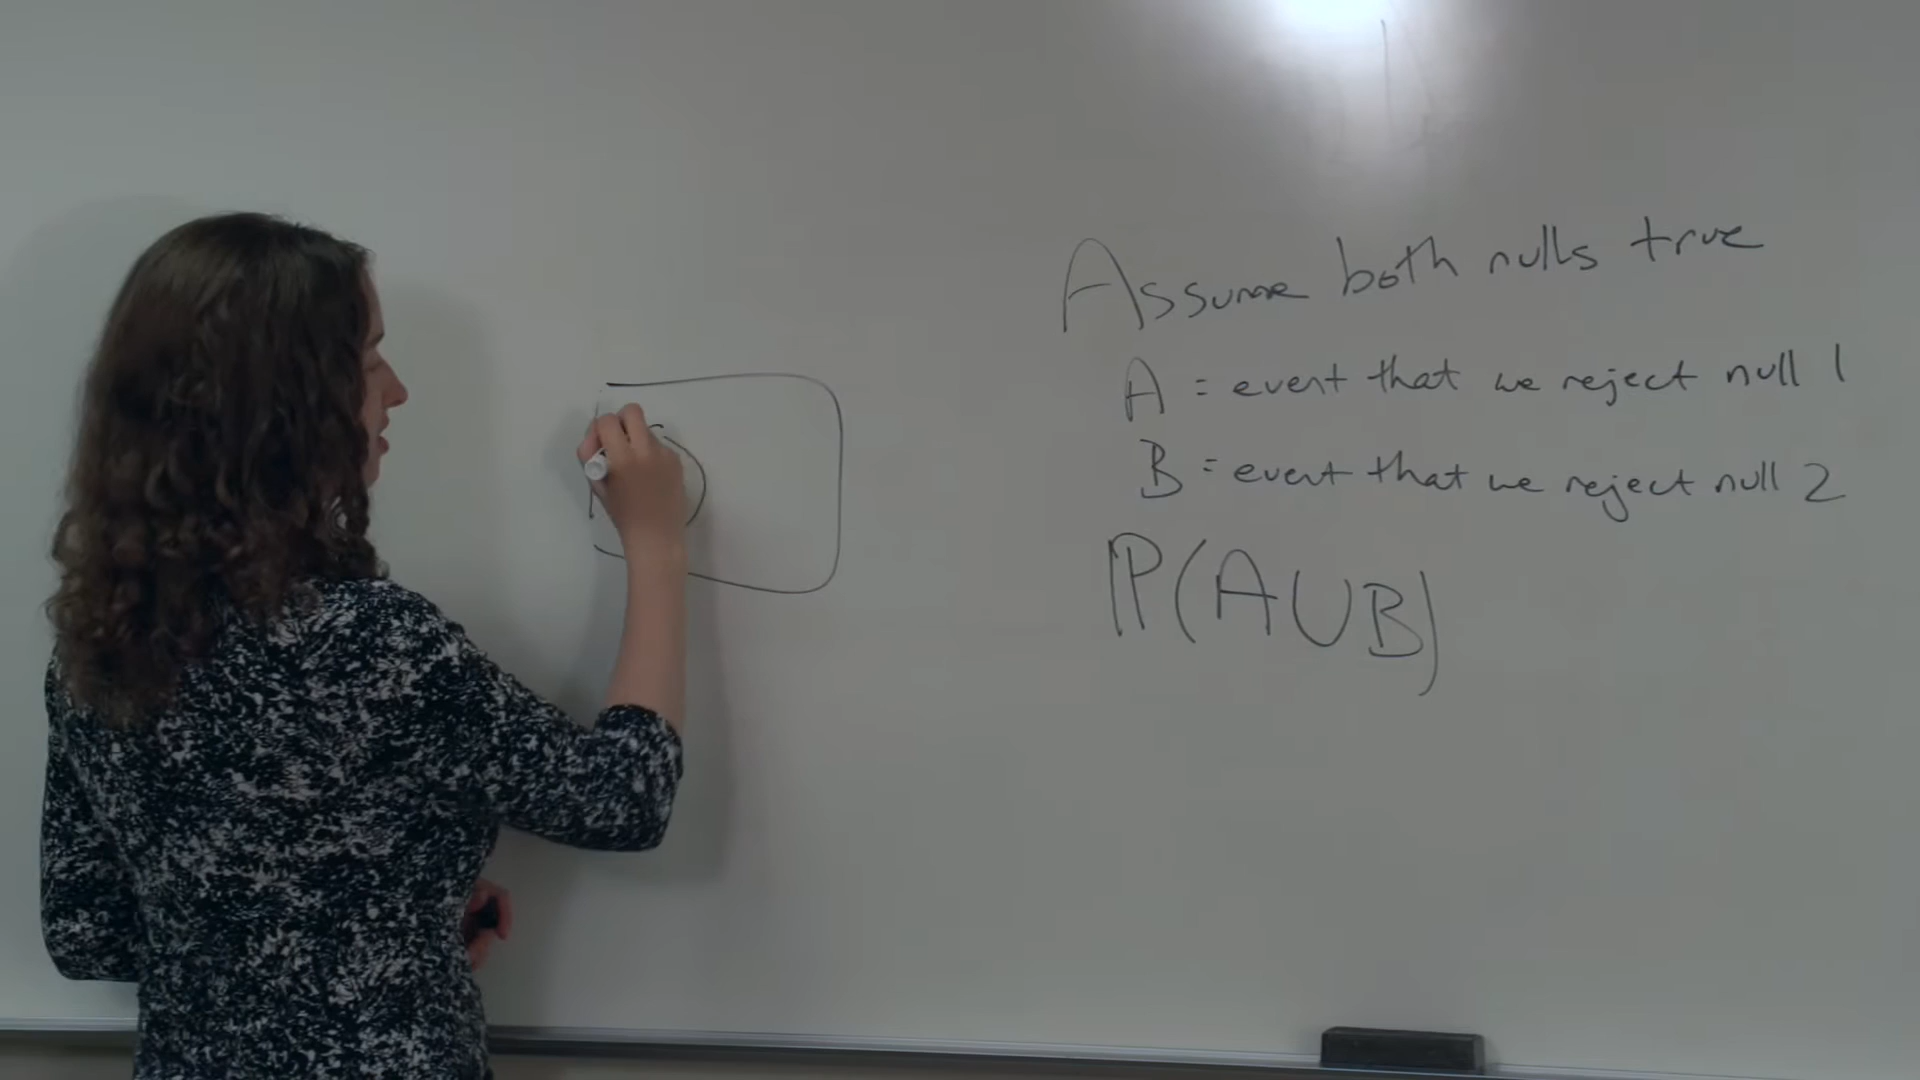 Assume both nulls true
A = event that we reject null 1
B = event that we reject null 2
P(A∪B)